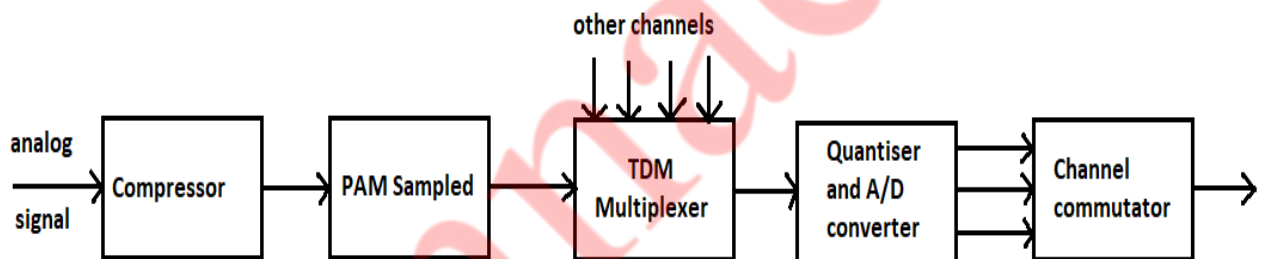 other channels
analog
signal
Compressor
PAM Sampled
TDM
Multiplexer
Quantiser
and A/D
converter
Channel
commutator